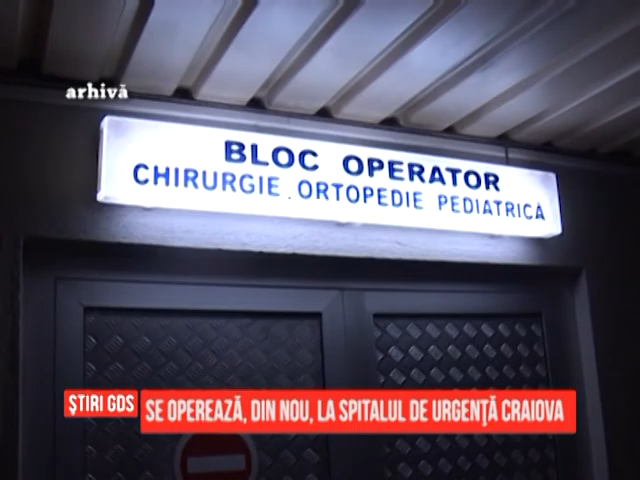 arhivă
BLOC OPERATOR
CHIRURGIE.ORTOPEDIE PEDIATRICĂ
ŞTIRI GDS
SE OPEREAZĂ, DIN NOU, LA SPITALUL DE URGENŢĂ CRAIOVA